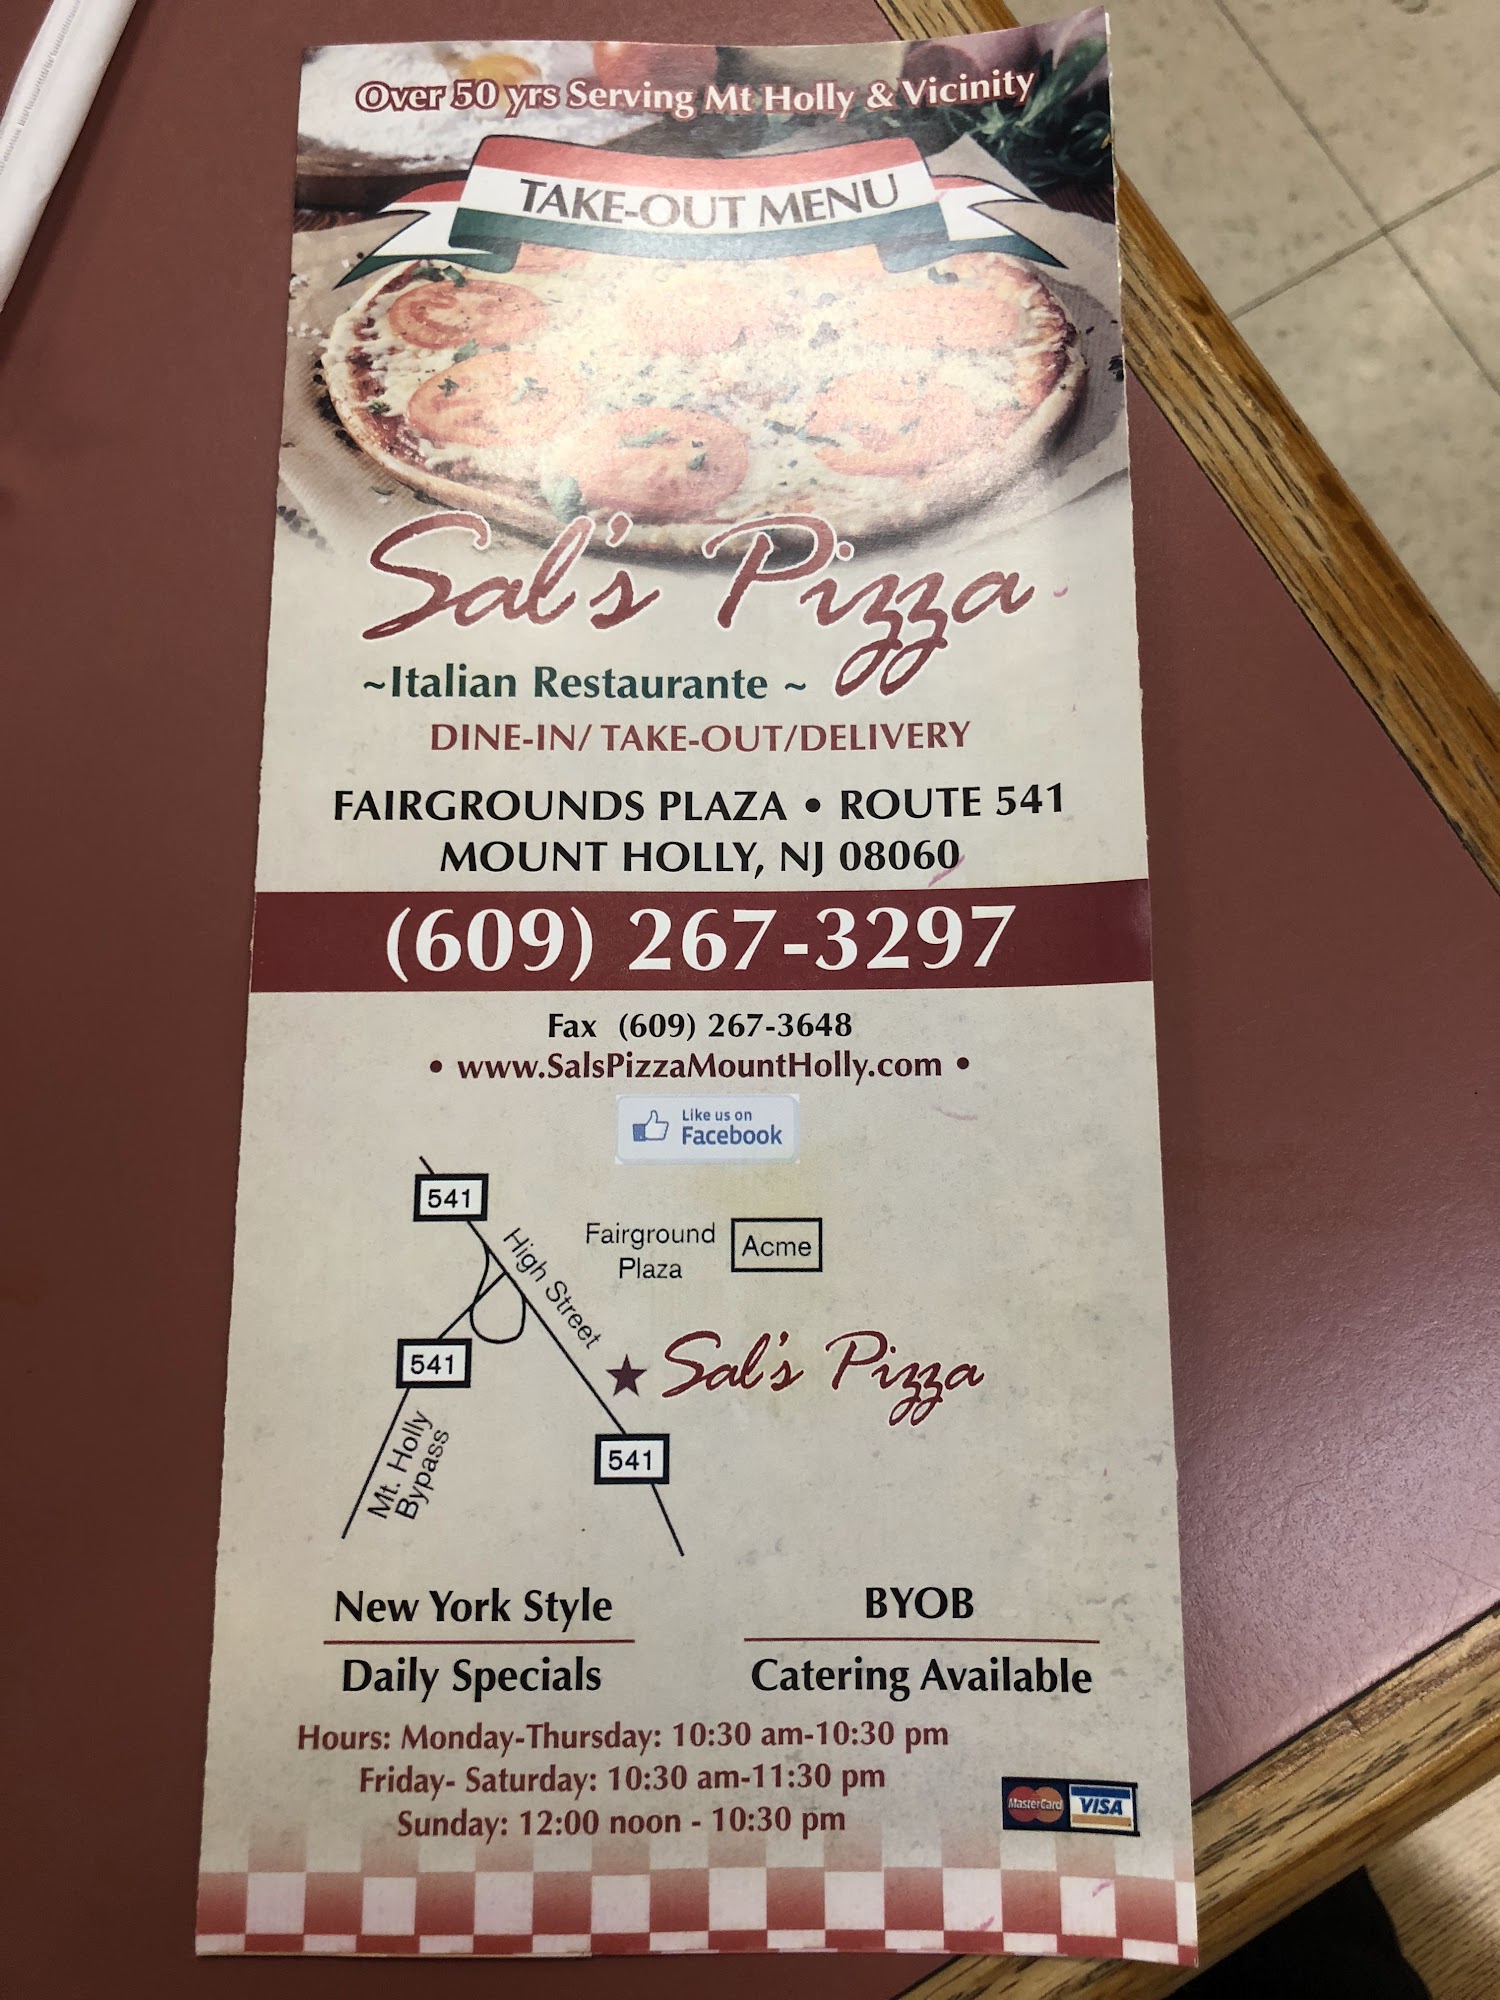 Over 50 yrs Serving Mt Holly & Vicinity
TAKE-OUT MENU
Sal's Pizza
~Italian Restaurante ~
DINE-IN/ TAKE-OUT/DELIVERY
FAIRGROUNDS PLAZA • ROUTE 541
MOUNT HOLLY, NJ 08060
(609) 267-3297
Fax (609) 267-3648
• www.SalsPizzaMountHolly.com •
Like us on
Facebook
541
High Street
Fairground
Plaza
Acme
541
Sal's Pizza
Mt. Holly
Bypass
541
New York Style
BYOB
Daily Specials
Catering Available
Hours: Monday-Thursday: 10:30 am-10:30 pm
Friday- Saturday: 10:30 am-11:30 pm
Sunday: 12:00 noon - 10:30 pm
MasterCard
VISA